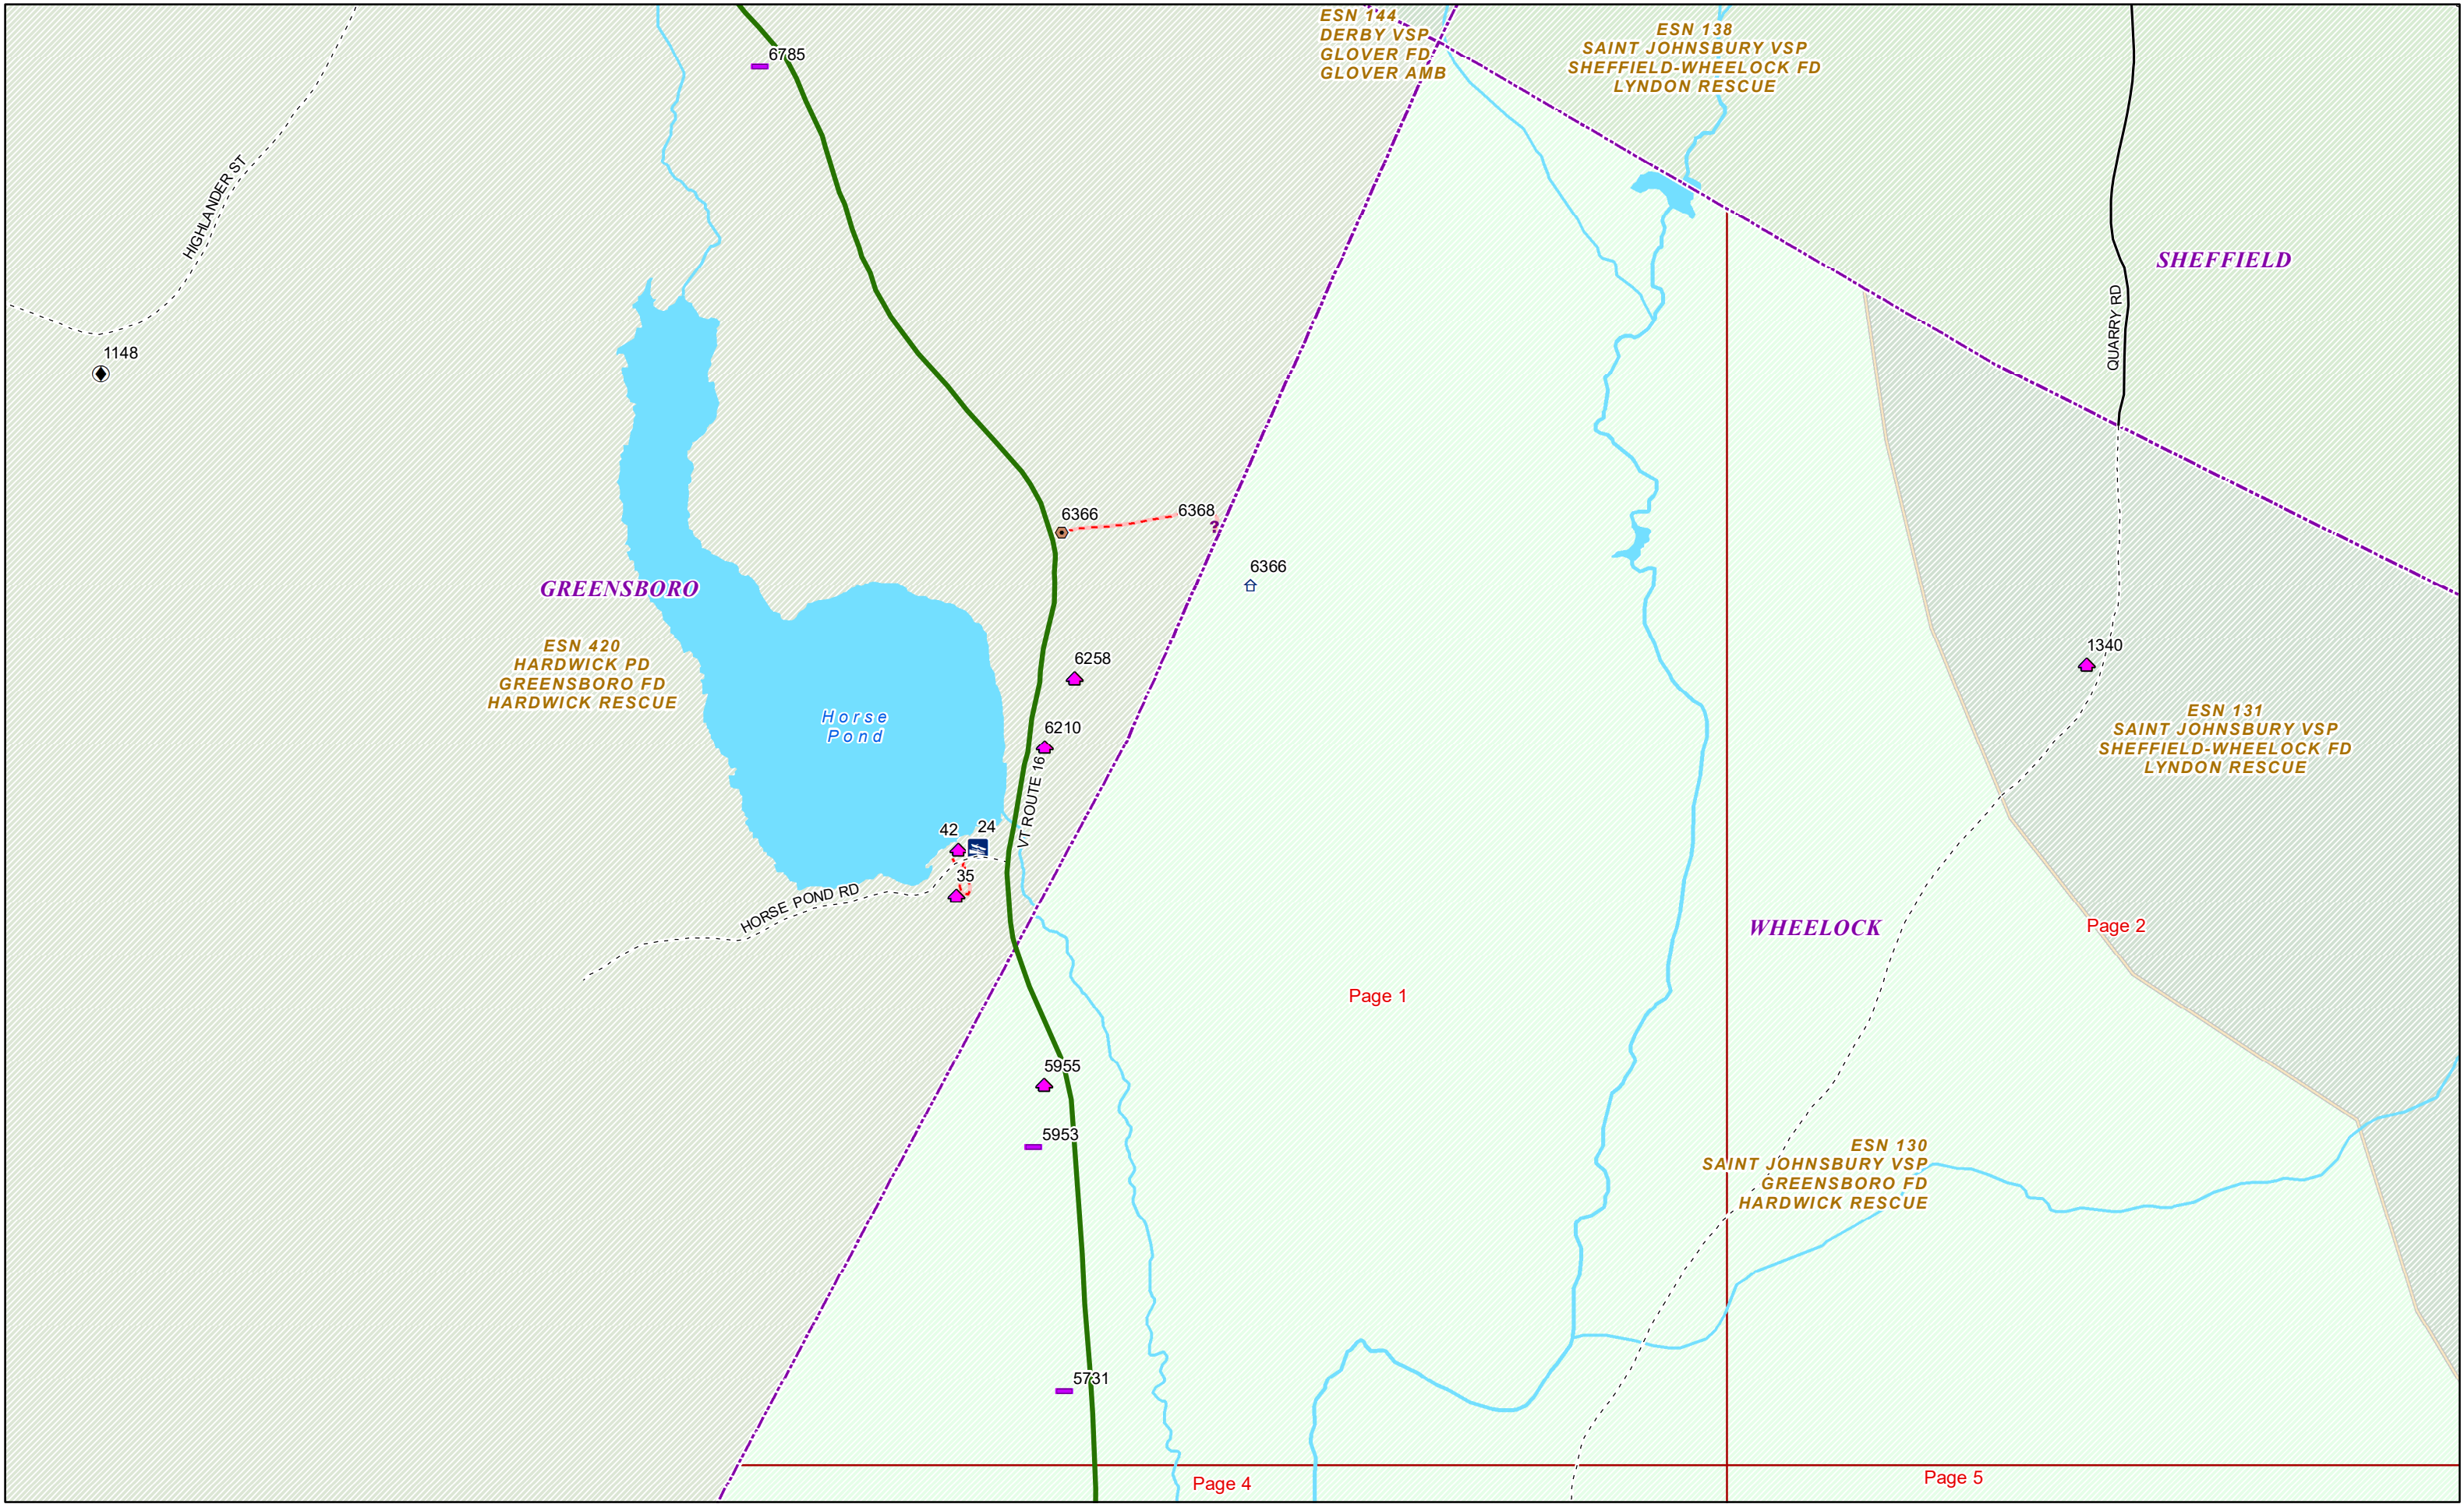 ESN 144
DERBY VSP
GLOVER FD
GLOVER AMB
ESN 138
SAINT JOHNSBURY VSP
SHEFFIELD-WHEELOCK FD
LYNDON RESCUE
6785
HIGHLANDER ST
SHEFFIELD
QUARRY RD
1148
6366
6368
?
6366
GREENSBORO
ESN 420
HARDWICK PD
GREENSBORO FD
HARDWICK RESCUE
6258
1340
Horse
Pond
6210
ESN 131
SAINT JOHNSBURY VSP
SHEFFIELD-WHEELOCK FD
LYNDON RESCUE
VT ROUTE 16
42
24
35
HORSE POND RD
WHEELOCK
Page 2
Page 1
5955
5953
ESN 130
SAINT JOHNSBURY VSP
GREENSBORO FD
HARDWICK RESCUE
5731
Page 4
Page 5